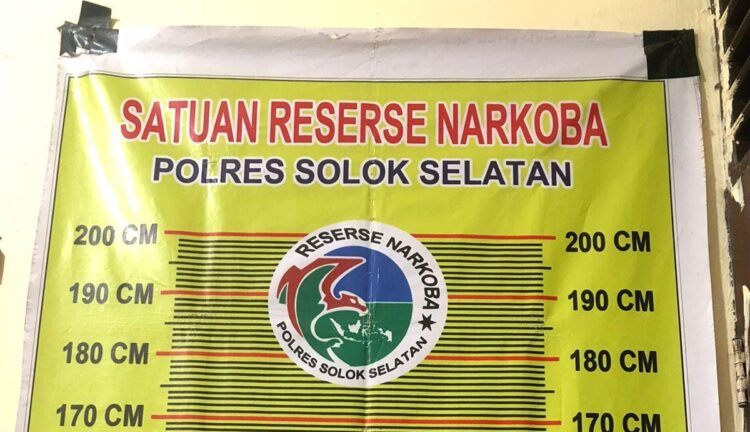 SATUAN RESERSE NARKOBA
POLRES SOLOK SELATAN
200 CM
200 CM
RESERSE NARKOBA
POLRES SOLOK SELATAN
190 CM
190 CM
180 CM
180 CM
170 CM
170 CM